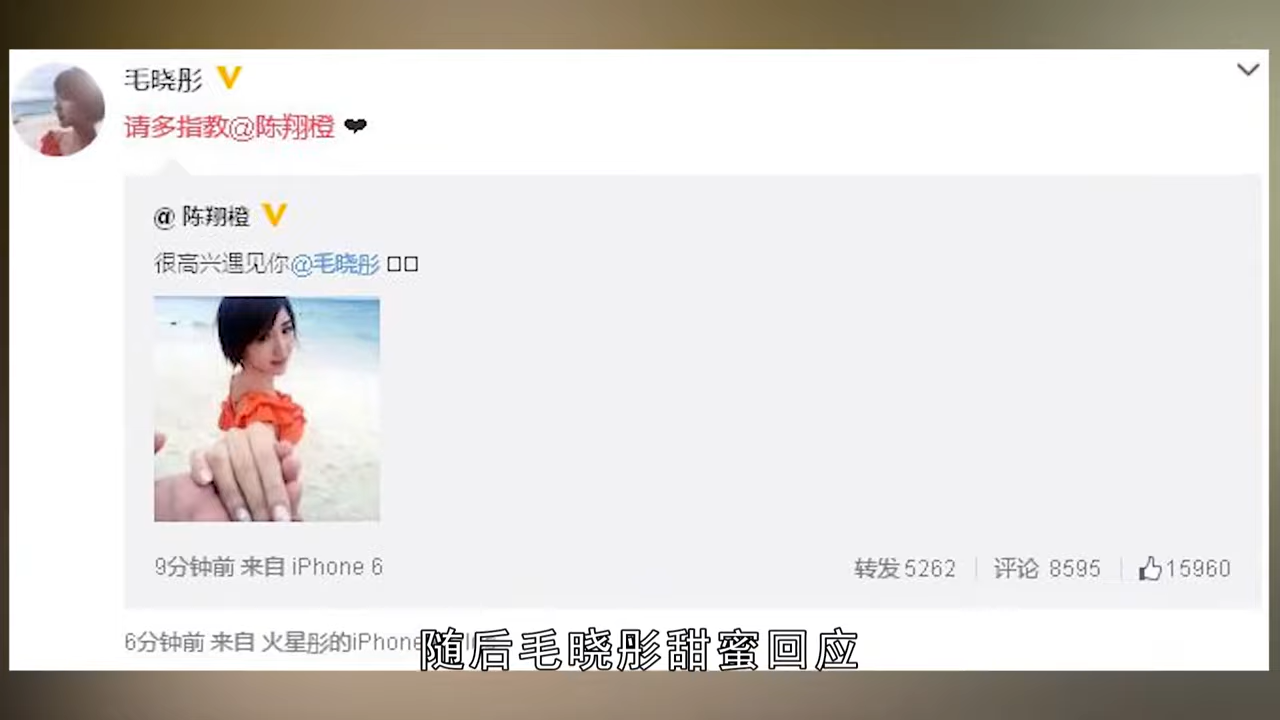 毛晓彤
请多指教@陈翔橙
@ 陈翔橙
很高兴遇见你@毛晓彤
9分钟前 来自 iPhone 6
转发 5262 评论 8595 15960
6分钟前 来自 火星彤的iPhone
随后毛晓彤甜蜜回应